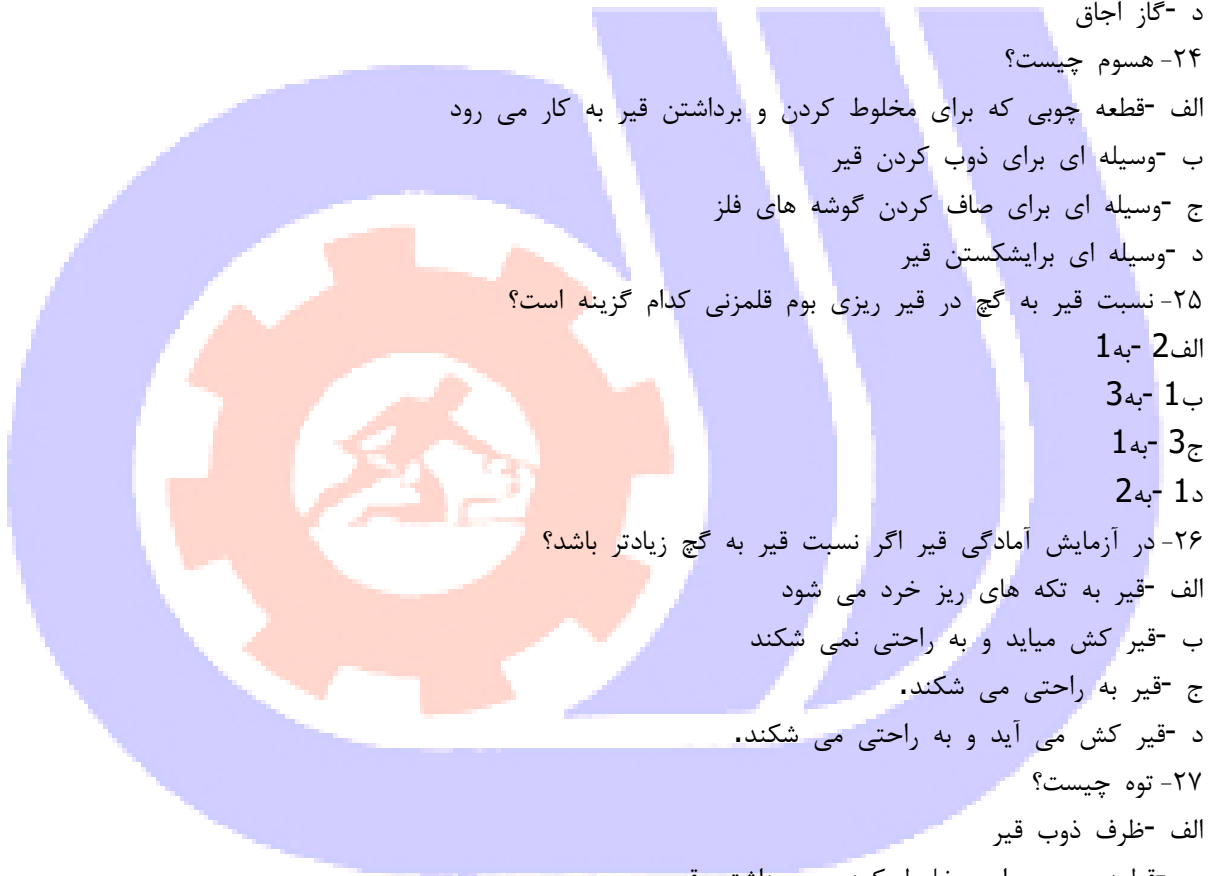 د -گاز اجاق
۲۴- هسوم چیست؟
الف -قطعه چوبی که برای مخلوط کردن و برداشتن قیر به کار می رود
ب -وسیله ای برای ذوب کردن قیر
ج -وسیله ای برای صاف کردن گوشه های فلز
د -وسیله ای برایشکستن قیر
۲۵- نسبت قیر به گچ در قیر ریزی بوم قلمزنی کدام گزینه است؟
الف2 -به1
ب1 -به3
ج3 -به1
د1 -به2
۲۶- در آزمایش آمادگی قیر اگر نسبت قیر به گچ زیادتر باشد؟
الف -قیر به تکه های ریز خرد می شود
ب -قیر کش میاید و به راحتی نمی شکند
ج -قیر به راحتی می شکند.
د -قیر کش می آید و به راحتی می شکند.
۲۷- توه چیست؟
الف -ظرف ذوب قیر